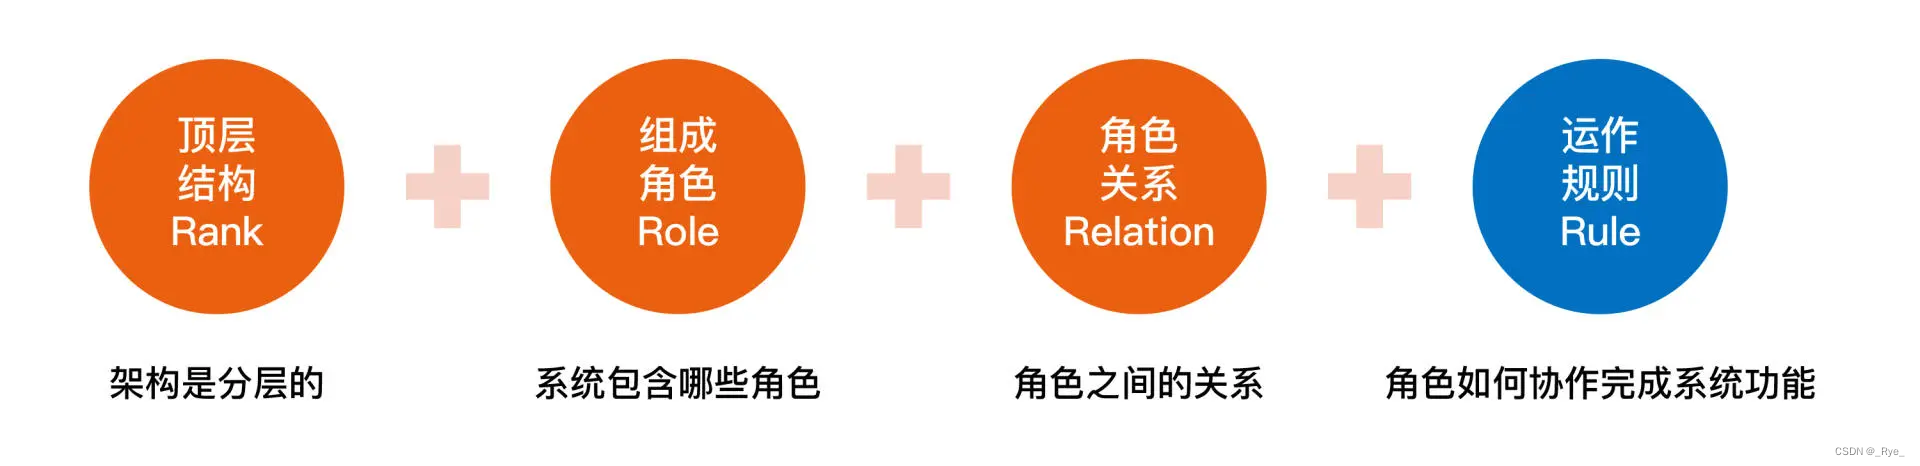 顶层
结构
Rank
组成
角色
Role
角色
关系
Relation
运作
规则
Rule
架构是分层的
系统包含哪些角色
角色之间的关系
角色如何协作完成系统功能
CSDN @_Rye_